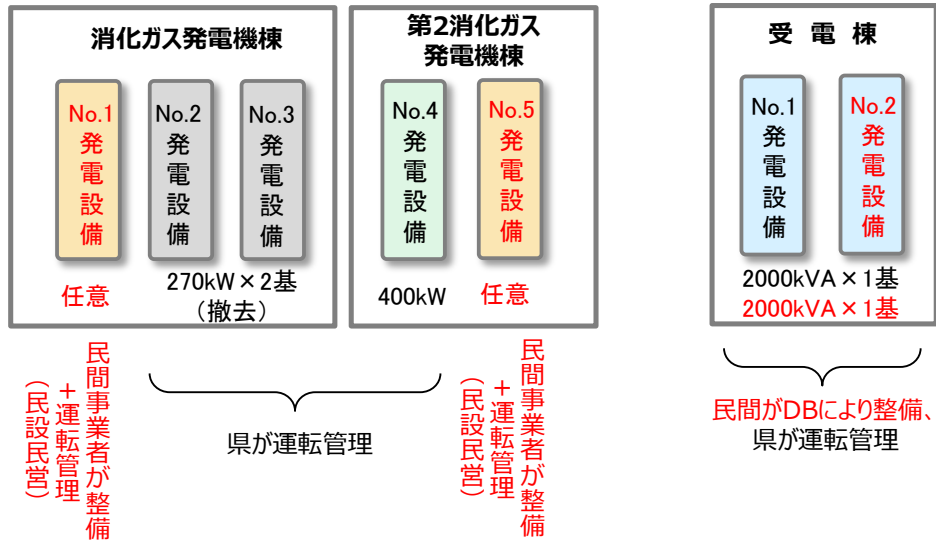 消化ガス発電機棟
No.1発電設備
No.2発電設備
No.3発電設備
任意
270kW×2基
（撤去）
第2消化ガス
発電機棟
No.4発電設備
No.5発電設備
400kW
任意
受電棟
No.1発電設備
No.2発電設備
2000kVA×1基
2000kVA×1基
民間事業者が整備
＋運転管理
（民設民営）
県が運転管理
民間事業者が整備
＋運転管理
（民設民営）
民間がDBにより整備、
県が運転管理